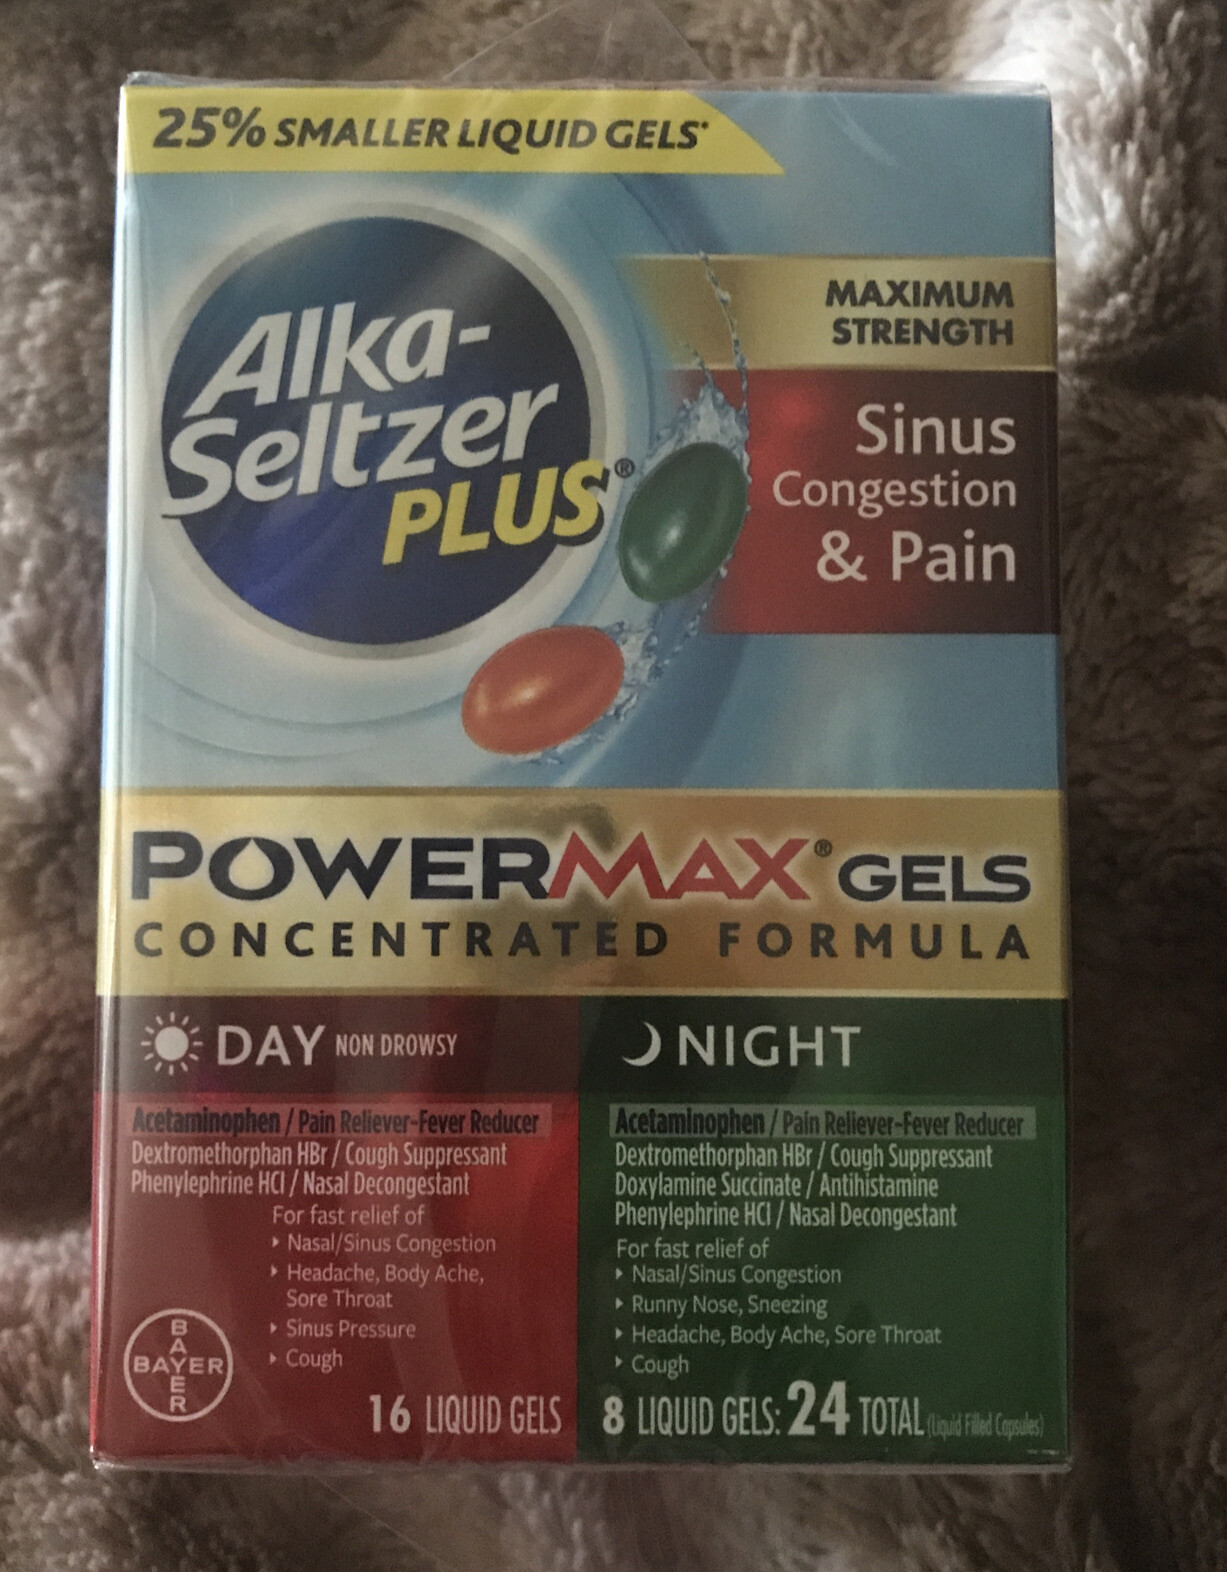 25% SMALLER LIQUID GELS*
Alka-
Seltzer
PLUS®
MAXIMUM
STRENGTH
Sinus
Congestion
& Pain
POWERMAX® GELS
CONCENTRATED FORMULA
DAY NON DROWSY
Acetaminophen / Pain Reliever-Fever Reducer
Dextromethorphan HBr / Cough Suppressant
Phenylephrine HCl / Nasal Decongestant
For fast relief of
‣ Nasal/Sinus Congestion
‣ Headache, Body Ache,
Sore Throat
‣ Sinus Pressure
‣ Cough
BAYER
BAYER
16 LIQUID GELS
NIGHT
Acetaminophen / Pain Reliever-Fever Reducer
Dextromethorphan HBr / Cough Suppressant
Doxylamine Succinate / Antihistamine
Phenylephrine HCl / Nasal Decongestant
For fast relief of
‣ Nasal/Sinus Congestion
‣ Runny Nose, Sneezing
‣ Headache, Body Ache, Sore Throat
‣ Cough
8 LIQUID GELS: 24 TOTAL (Liquid Filled Capsules)